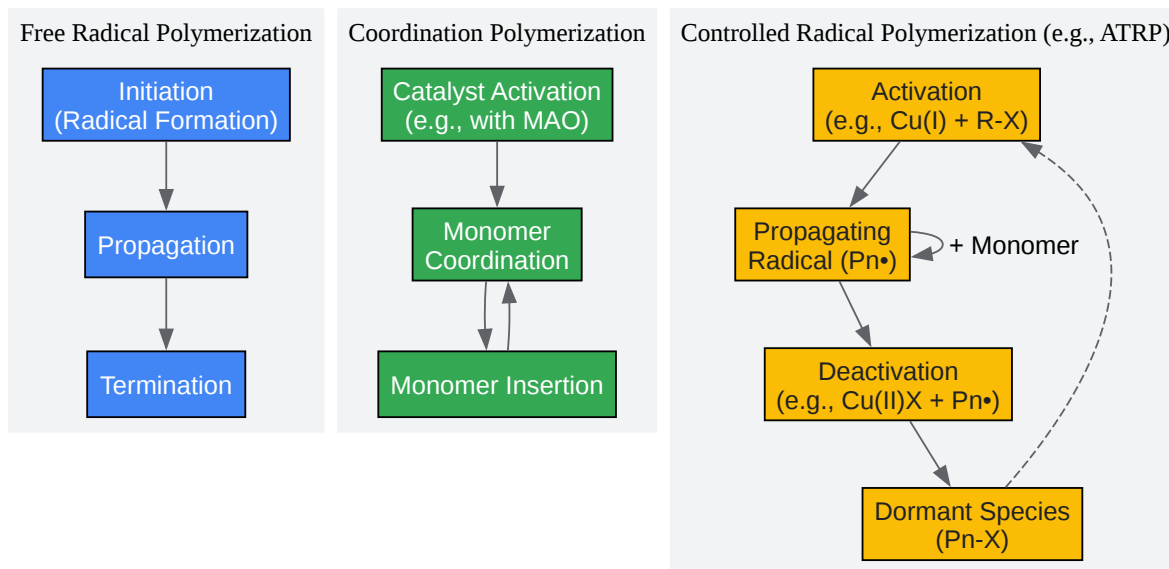 Free Radical Polymerization
Initiation
(Radical Formation)
Propagation
Termination
Coordination Polymerization
Catalyst Activation
(e.g., with MAO)
Monomer
Coordination
Monomer Insertion
Controlled Radical Polymerization (e.g., ATRP)
Activation
(e.g., Cu(I) + R-X)
Propagating
Radical (Pn•)
+ Monomer
Deactivation
(e.g., Cu(II)X + Pn•)
Dormant Species
(Pn-X)